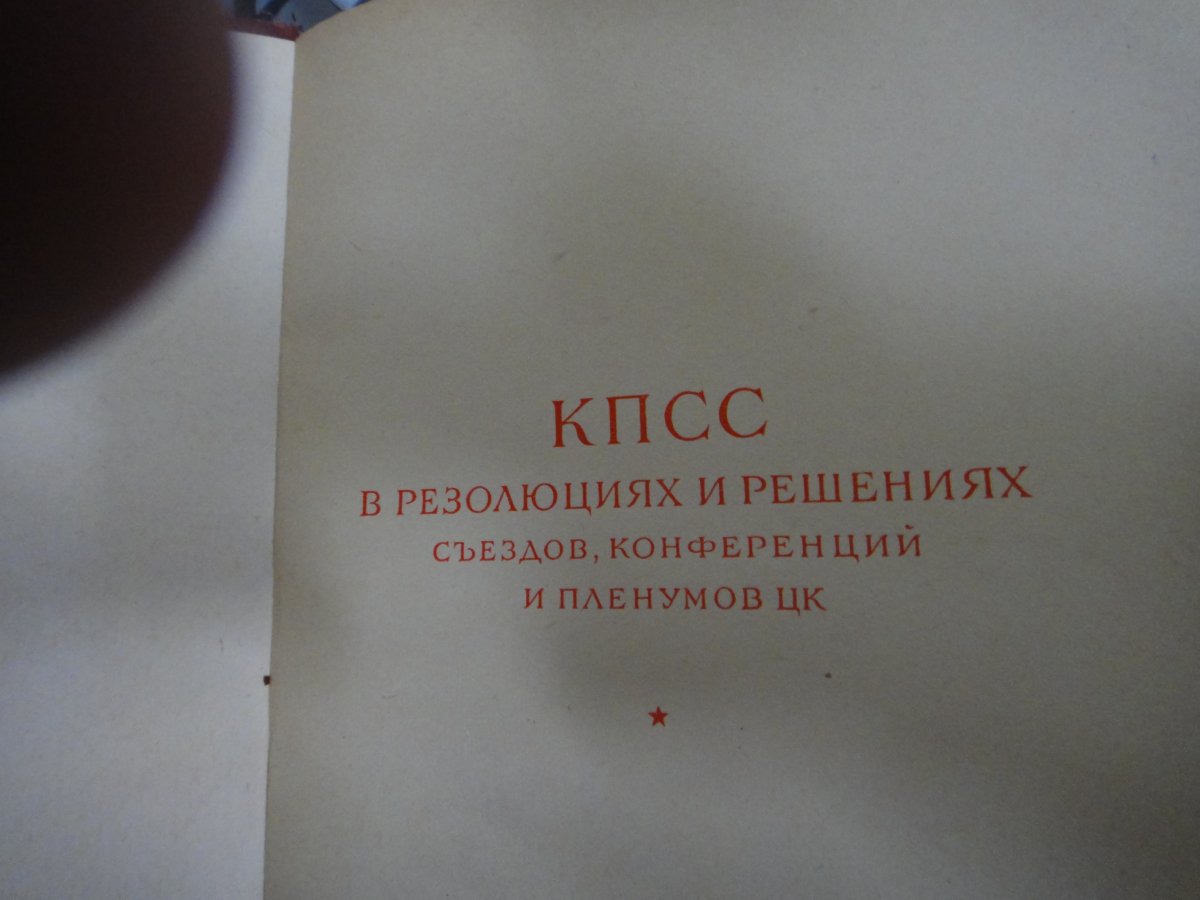 КПСС
В РЕЗОЛЮЦИЯХ И РЕШЕНИЯХ
СЪЕЗДОВ, КОНФЕРЕНЦИЙ
И ПЛЕНУМОВ ЦК